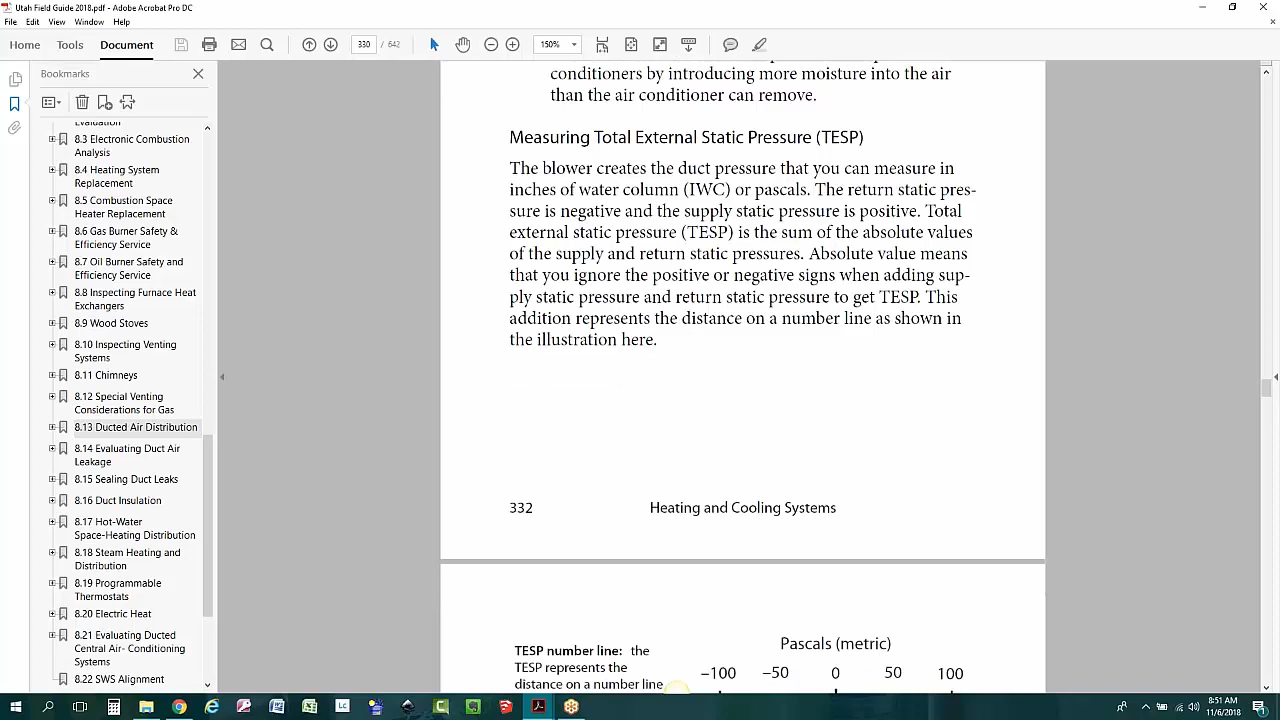 Utah Field Guide 2018.pdf - Adobe Acrobat Pro DC
File Edit View Window Help
Home Tools Document 330 / 642 150%
Bookmarks
Evaluation
8.3 Electronic Combustion
Analysis
8.4 Heating System
Replacement
8.5 Combustion Space
Heater Replacement
8.6 Gas Burner Safety &
Efficiency Service
8.7 Oil Burner Safety and
Efficiency Service
8.8 Inspecting Furnace Heat
Exchangers
8.9 Wood Stoves
8.10 Inspecting Venting
Systems
8.11 Chimneys
8.12 Special Venting
Considerations for Gas
8.13 Ducted Air Distribution
8.14 Evaluating Duct Air
Leakage
8.15 Sealing Duct Leaks
8.16 Duct Insulation
8.17 Hot-Water
Space-Heating Distribution
8.18 Steam Heating and
Distribution
8.19 Programmable
Thermostats
8.20 Electric Heat
8.21 Evaluating Ducted
Central Air- Conditioning
Systems
8.22 SWS Alignment
conditioners by introducing more moisture into the air
than the air conditioner can remove.
Measuring Total External Static Pressure (TESP)
The blower creates the duct pressure that you can measure in
inches of water column (IWC) or pascals. The return static pres-
sure is negative and the supply static pressure is positive. Total
external static pressure (TESP) is the sum of the absolute values
of the supply and return static pressures. Absolute value means
that you ignore the positive or negative signs when adding sup-
ply static pressure and return static pressure to get TESP. This
addition represents the distance on a number line as shown in
the illustration here.
332 Heating and Cooling Systems
Pascals (metric)
TESP number line: the
TESP represents the
distance on a number line
−100 −50 0 50 100
LC
8:51 AM
11/6/2018